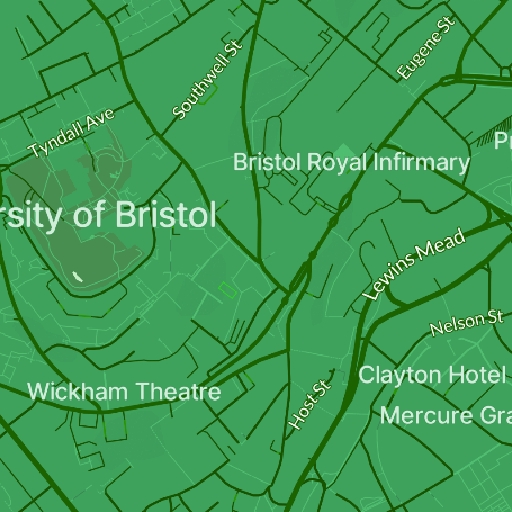 Eugene St
Southwell St
Tyndall Ave
Bristol Royal Infirmary
rsity of Bristol
Lewins Mead
Nelson St
Clayton Hotel
Wickham Theatre
Host St
Mercure Gra